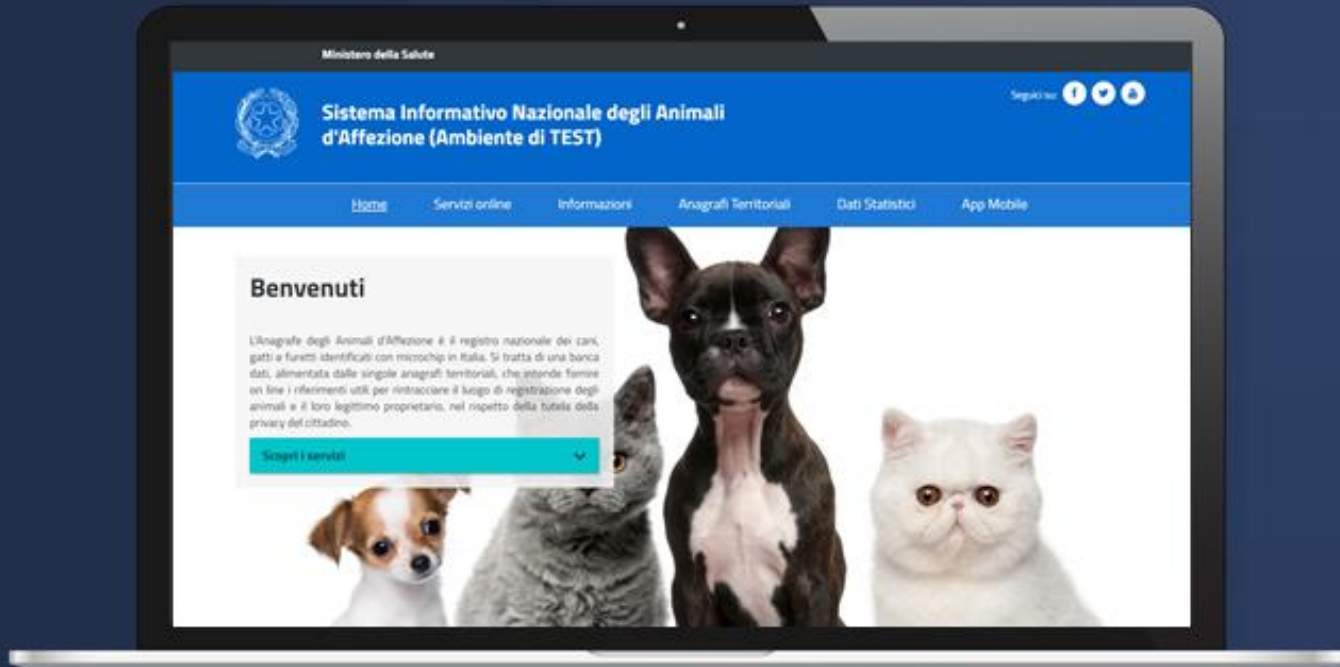 Ministero della Salute
Seguici su:
Sistema Informativo Nazionale degli Animali
d'Affezione (Ambiente di TEST)
Home Servizi online Informazioni Anagrafi Territoriali Dati Statistici App Mobile
Benvenuti
L'Anagrafe degli Animali d'Affezione è il registro nazionale dei cani,
gatti e furetti identificati con microchip in Italia. Si tratta di una banca
dati, alimentata dalle singole anagrafi territoriali, che intende fornire
on line i riferimenti utili per rintracciare il luogo di registrazione degli
animali e il loro legittimo proprietario, nel rispetto della tutela della
privacy del cittadino.
Scopri i servizi